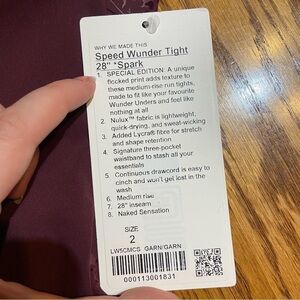 WHY WE MADE THIS
Speed Wunder Tight
28" *Spark
1. SPECIAL EDITION: A unique
flocked print adds texture to
these medium-rise run tights,
made to fit like your favourite
Wunder Unders and feel like
nothing at all
2. Nulux™ fabric is lightweight,
quick-drying, and sweat-wicking
3. Added Lycra® fibre for stretch
and shape retention
4. Signature three-pocket
waistband to stash all your
essentials
5. Continuous drawcord is easy to
cinch and won't get lost in the
wash
6. Medium rise
7. 28" inseam
8. Naked Sensation
SIZE
2
LW5CMCS GARN/GARN
000113001831